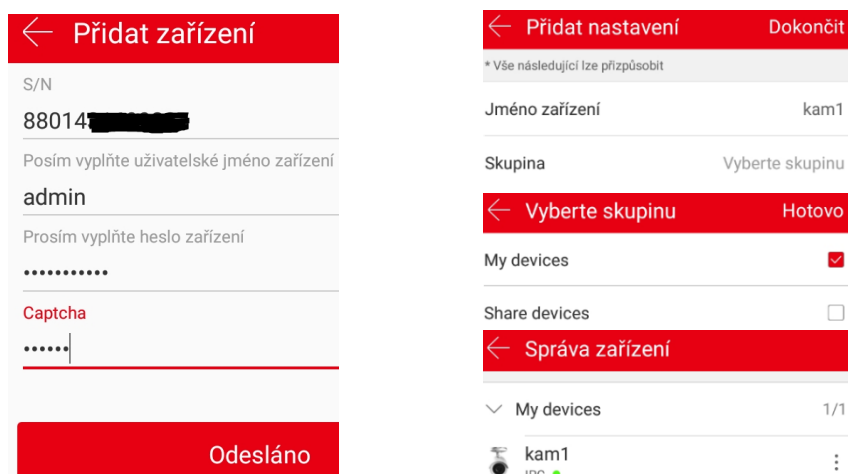 Přidat zařízení
S/N
88014
Posím vyplňte uživatelské jméno zařízení
admin
Prosím vyplňte heslo zařízení
•••••••••••
Captcha
••••••
Odesláno
Přidat nastavení Dokončit
* Vše následující lze přizpůsobit
Jméno zařízení kam1
Skupina Vyberte skupinu
Vyberte skupinu Hotovo
My devices
Share devices
Správa zařízení
My devices 1/1
kam1
IPC